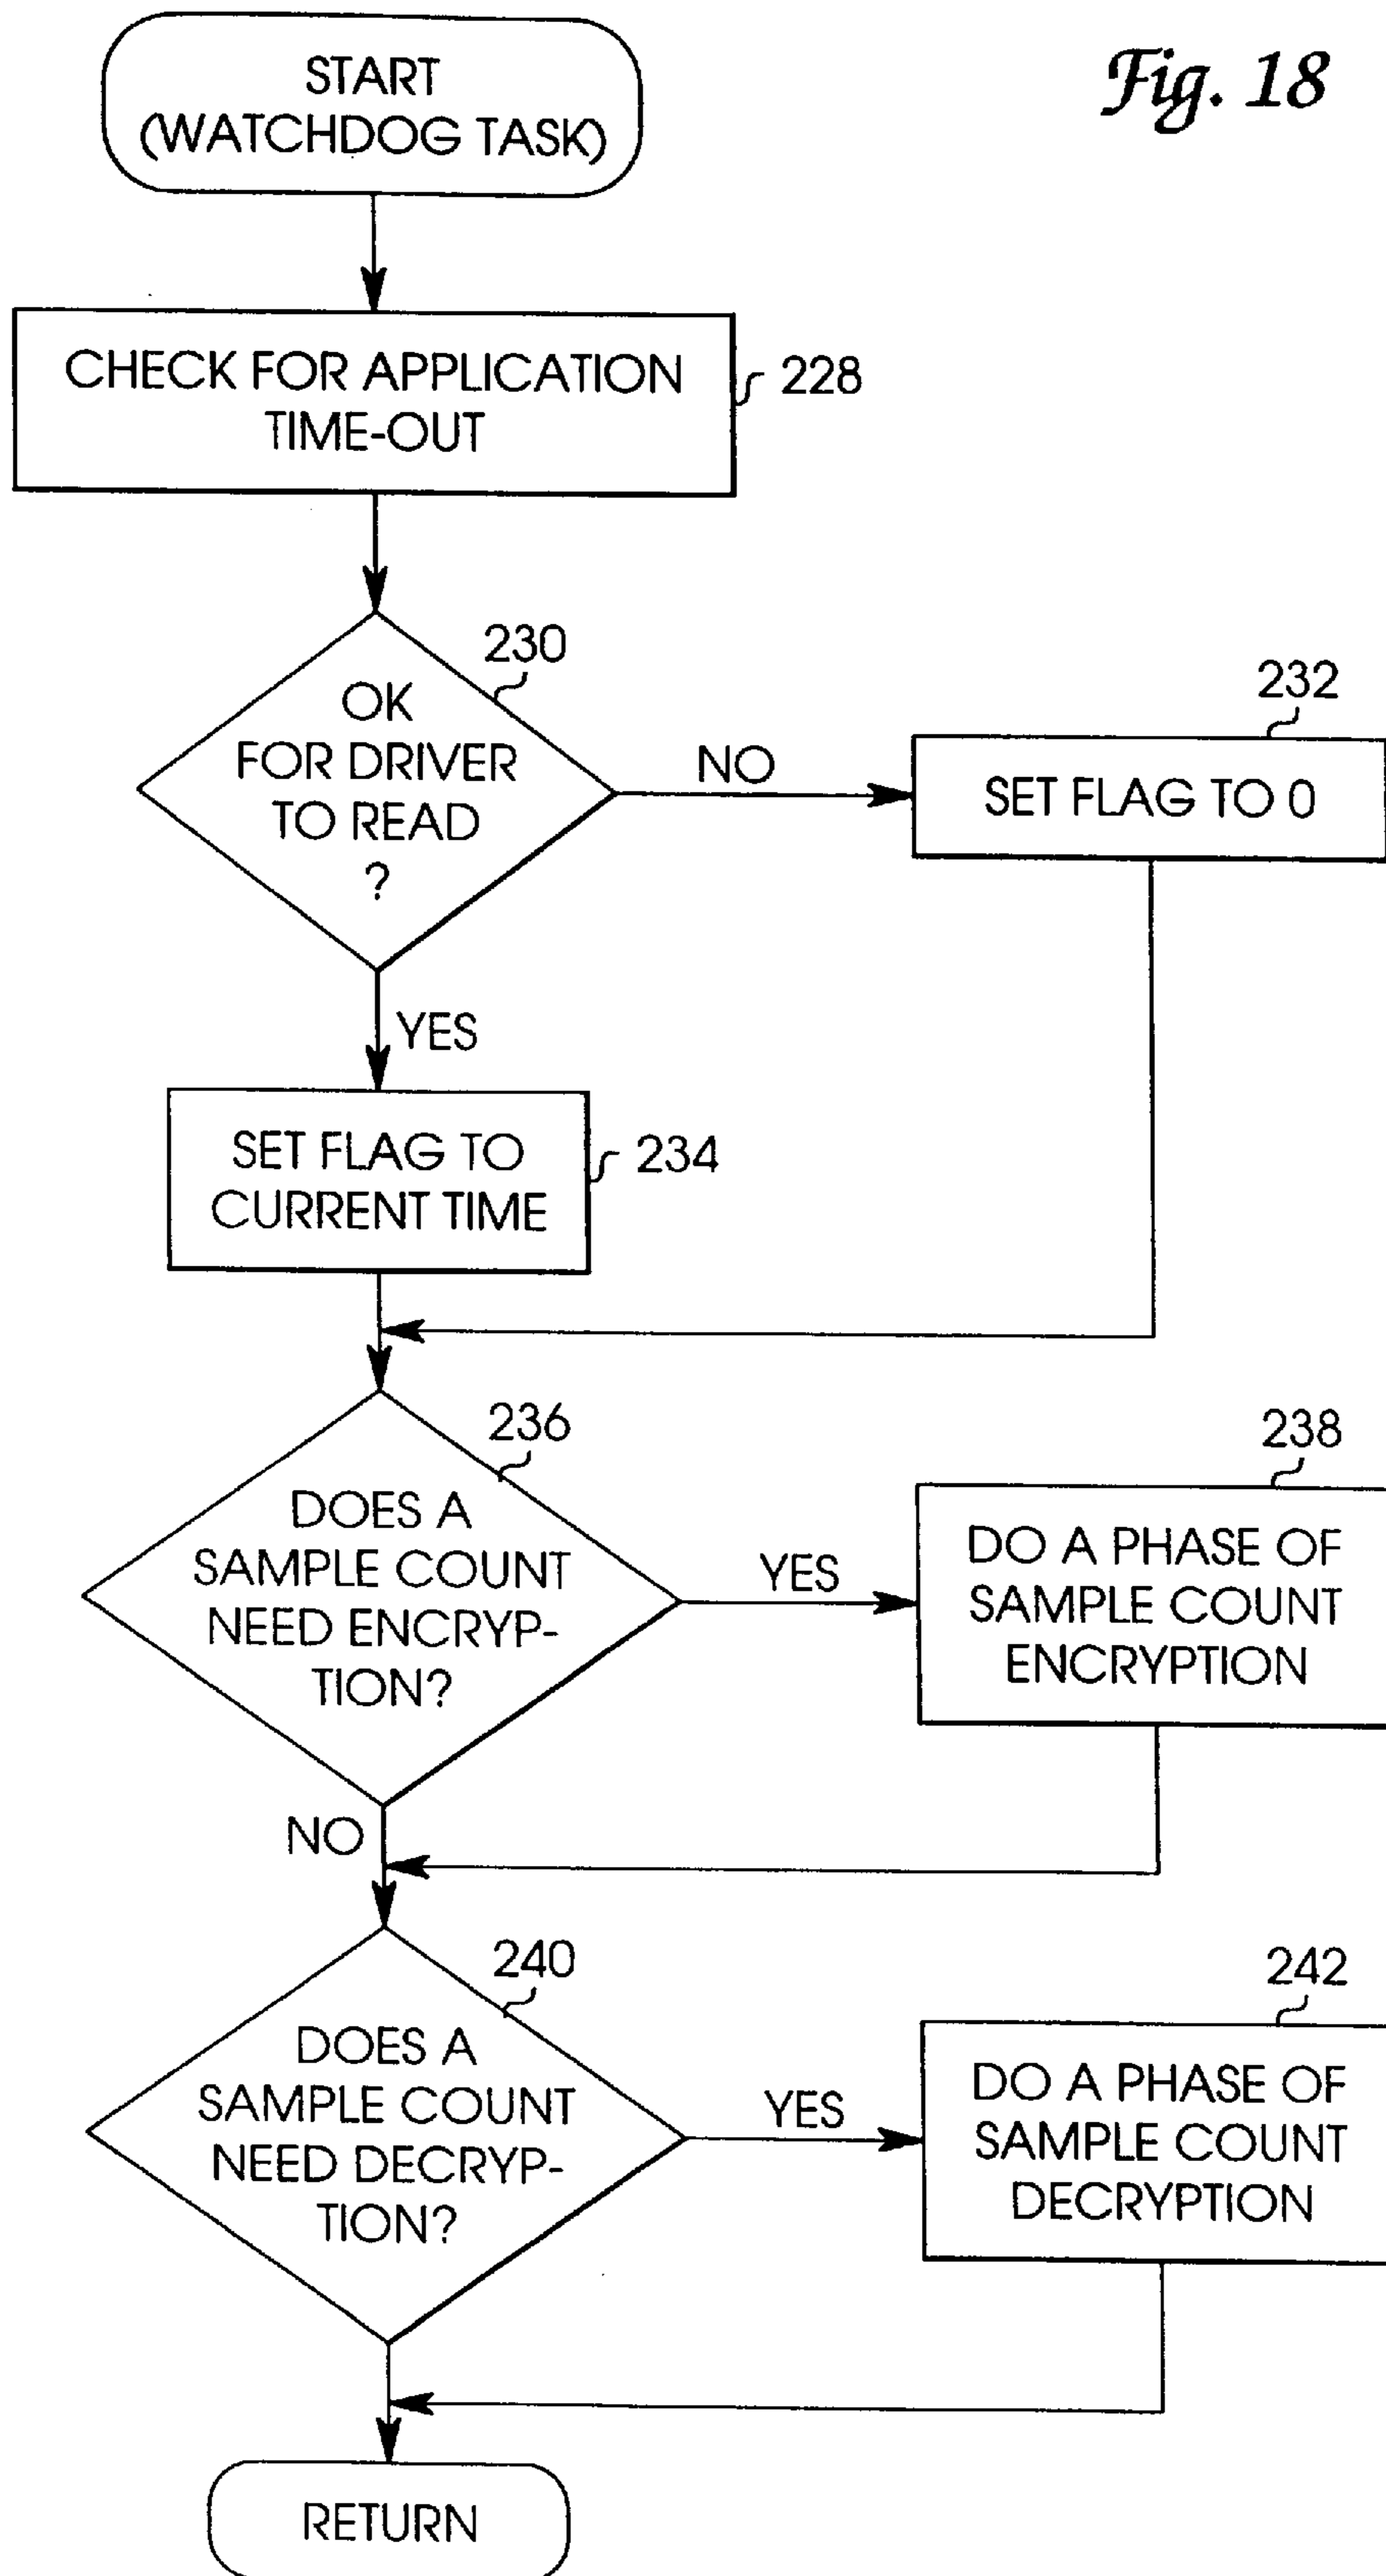 Fig. 18
START
(WATCHDOG TASK)
CHECK FOR APPLICATION
TIME-OUT
228
230
OK
FOR DRIVER
TO READ
?
NO
232
SET FLAG TO 0
YES
SET FLAG TO
CURRENT TIME
234
236
DOES A
SAMPLE COUNT
NEED ENCRYP-
TION?
YES
238
DO A PHASE OF
SAMPLE COUNT
ENCRYPTION
NO
240
DOES A
SAMPLE COUNT
NEED DECRYP-
TION?
YES
242
DO A PHASE OF
SAMPLE COUNT
DECRYPTION
RETURN